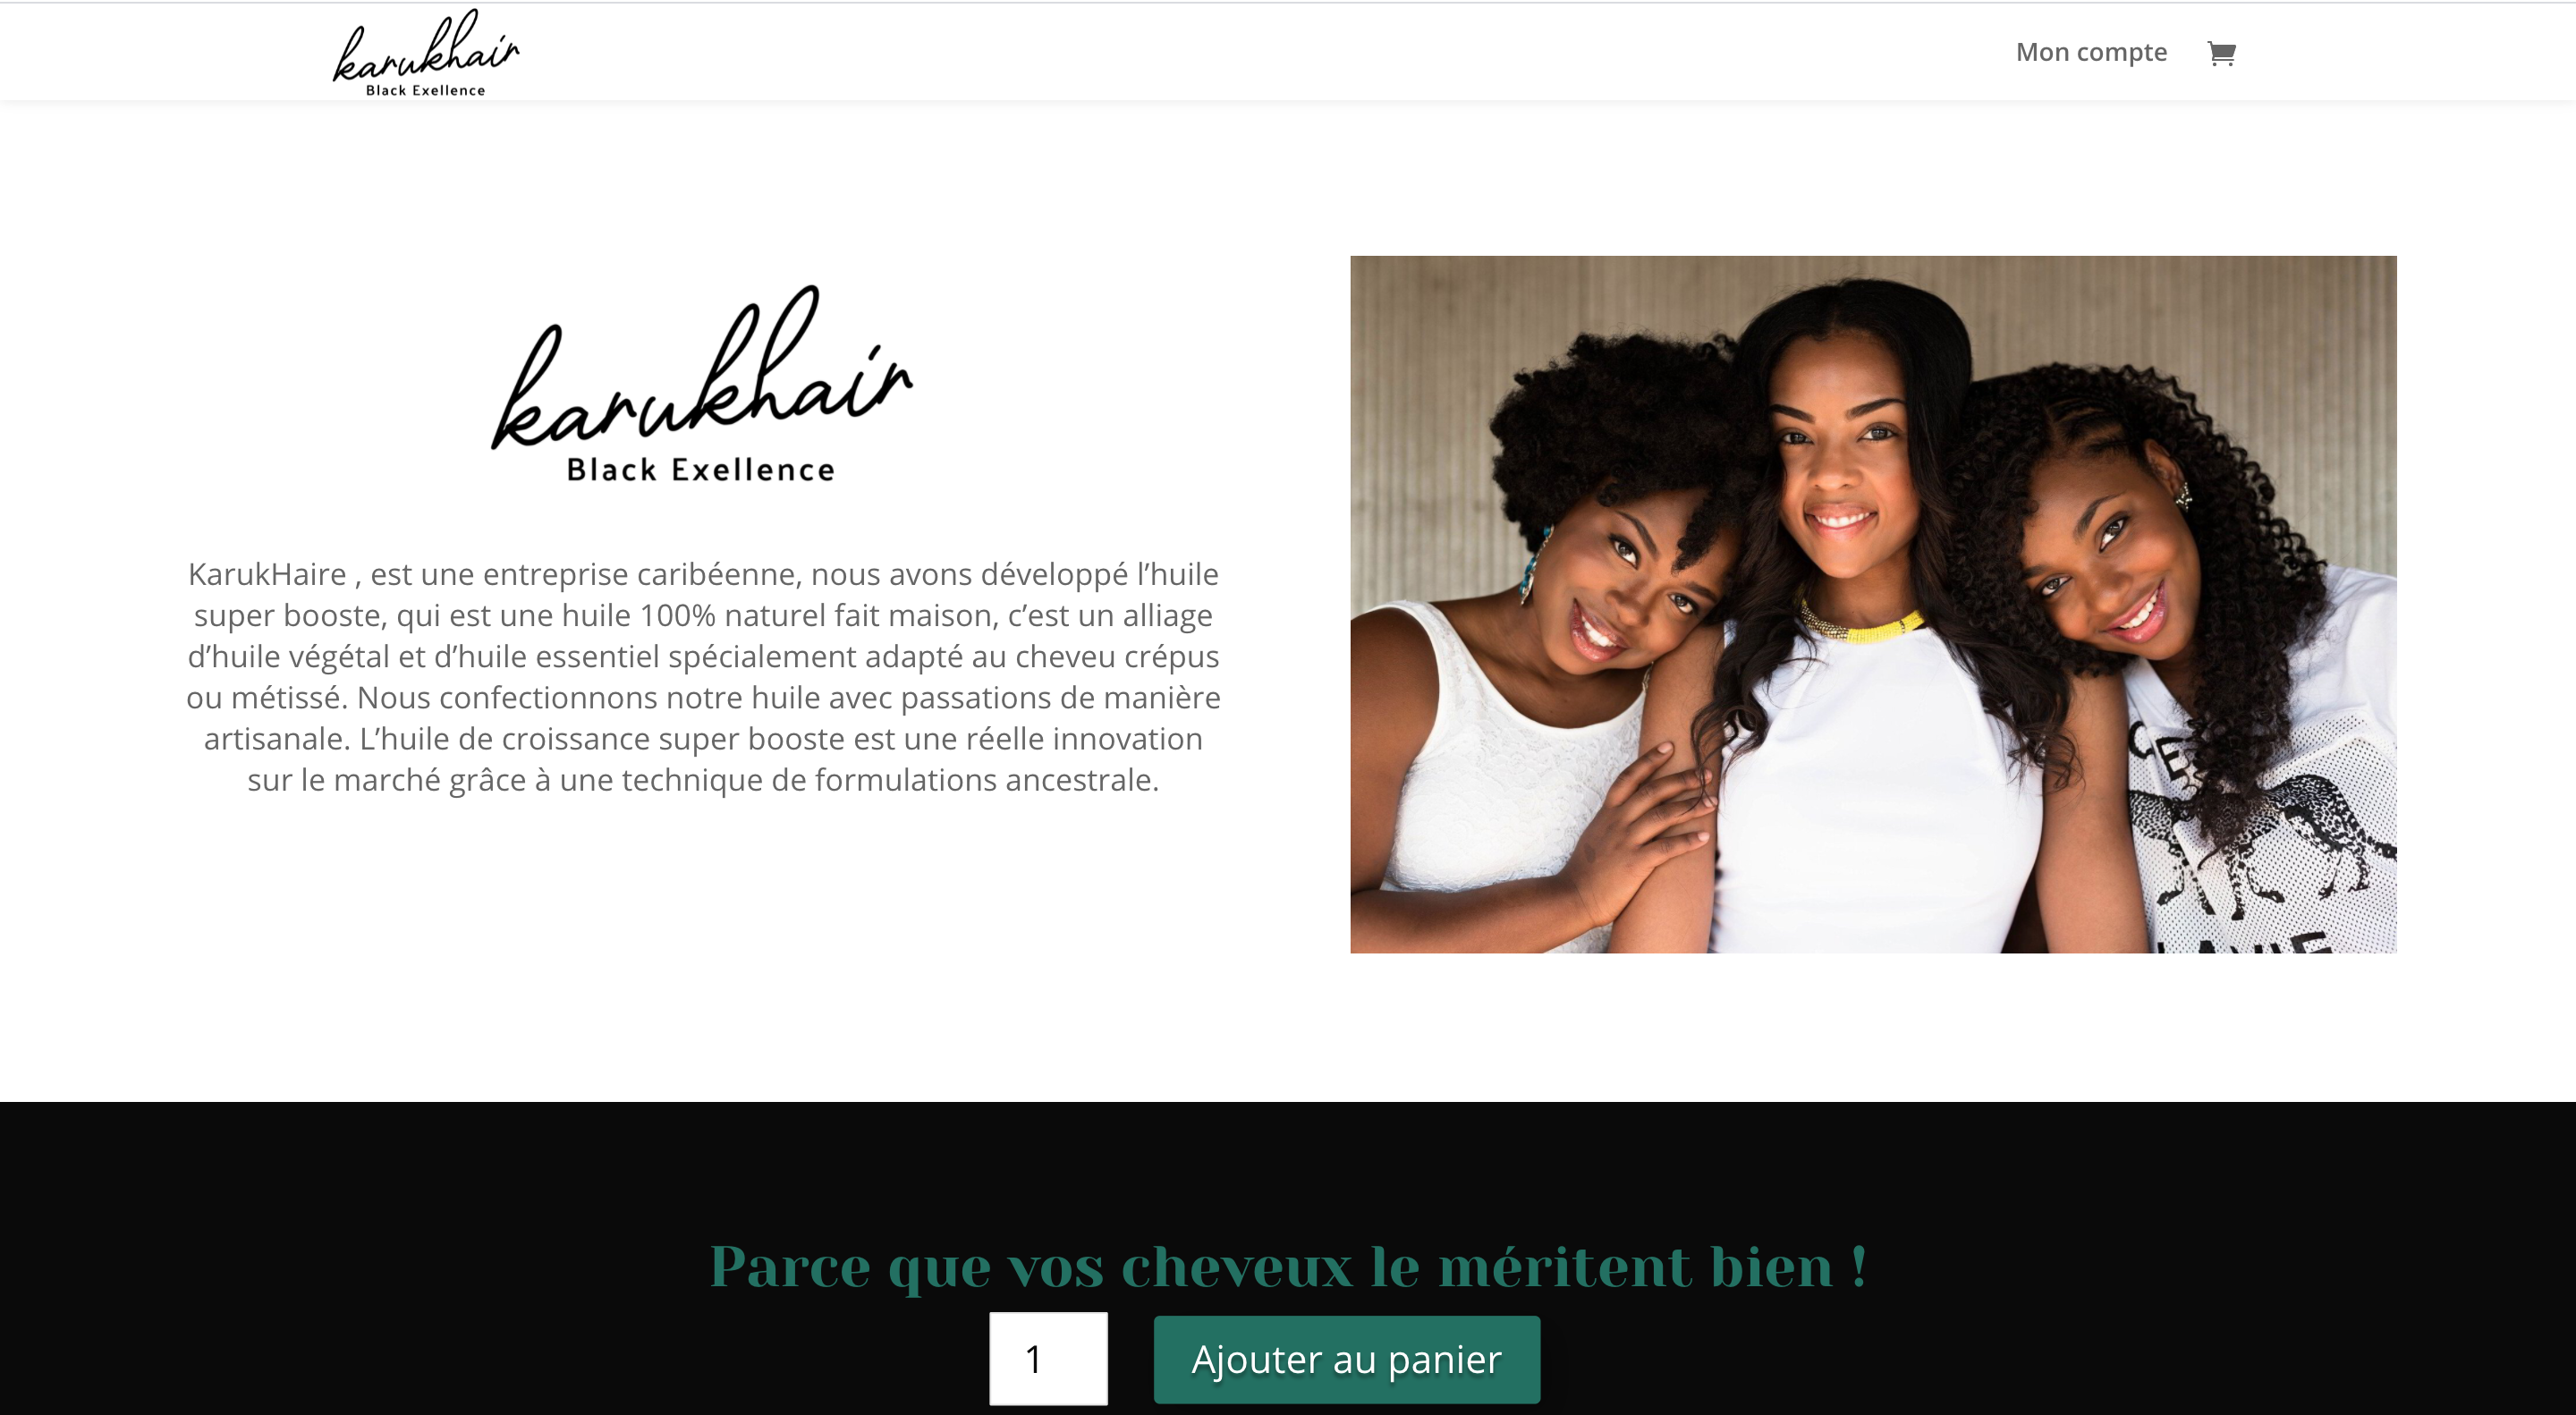 karukhair
Black Exellence
Mon compte
karukhair
Black Exellence
KarukHaire , est une entreprise caribéenne, nous avons développé l’huile
super booste, qui est une huile 100% naturel fait maison, c’est un alliage
d’huile végétal et d’huile essentiel spécialement adapté au cheveu crépus
ou métissé. Nous confectionnons notre huile avec passations de manière
artisanale. L’huile de croissance super booste est une réelle innovation
sur le marché grâce à une technique de formulations ancestrale.
Parce que vos cheveux le méritent bien !
1
Ajouter au panier